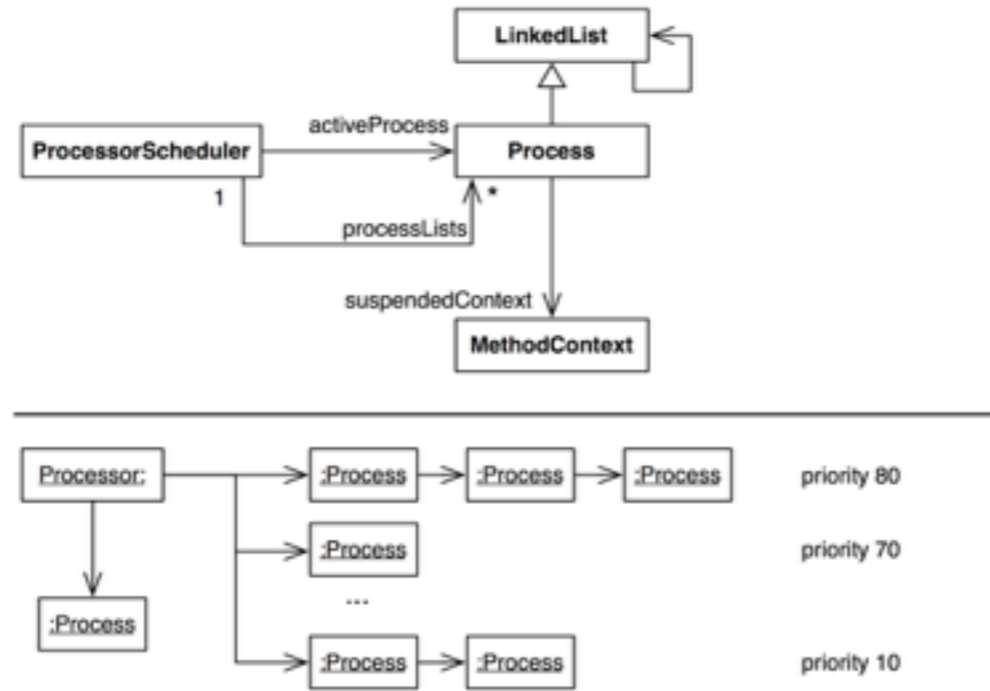 LinkedList
activeProcess
ProcessorScheduler
Process
1
*
processLists
suspendedContext
MethodContext
Processor:
:Process
:Process
:Process
priority 80
:Process
priority 70
...
:Process
:Process
:Process
priority 10